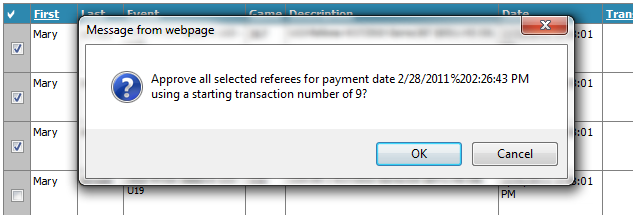 First Last Event Game Description Date Tran
Message from webpage
Mary
Approve all selected referees for payment date 2/28/2011%202:26:43 PM
using a starting transaction number of 9?
:01
Mary
Mary
:01
OK Cancel
Mary
:01
U19 PM